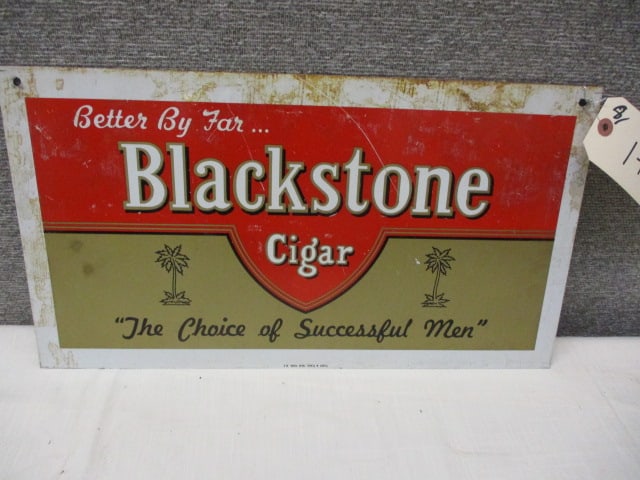 Better By Far...
Blackstone
Cigar
"The Choice of Successful Men"